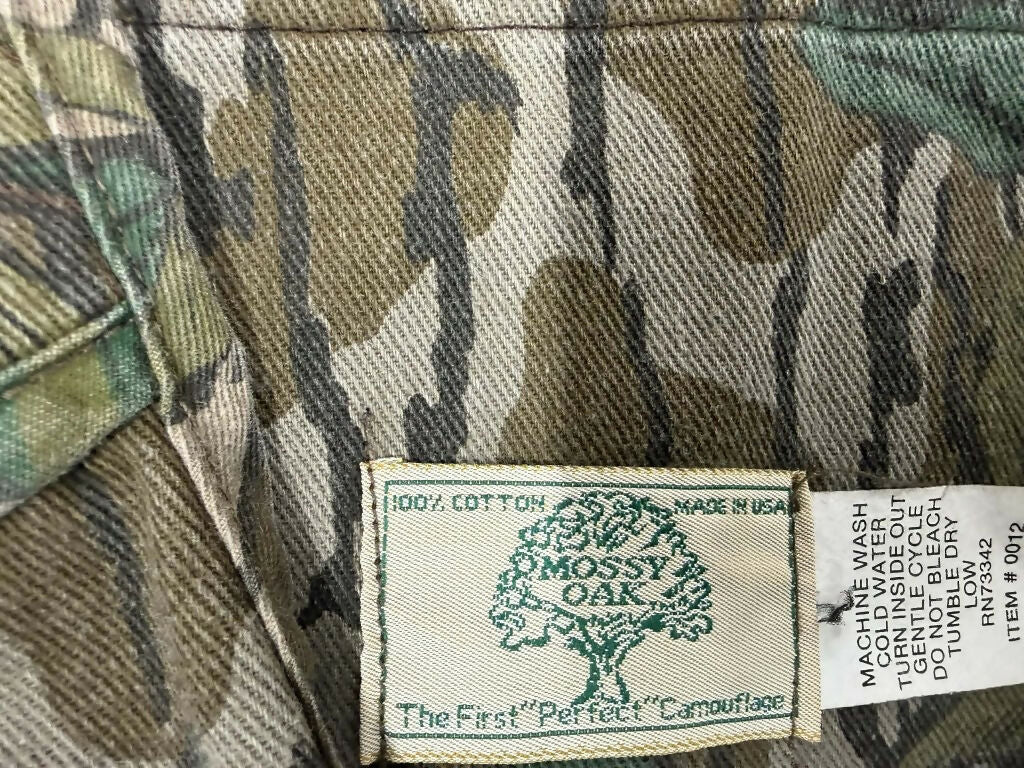 100% COTTON MADE IN USA
MOSSY
OAK
The First "Perfect" Camouflage
MACHINE WASH
COLD WATER
TURN INSIDE OUT
GENTLE CYCLE
DO NOT BLEACH
TUMBLE DRY
LOW
RN73342
ITEM # 0012